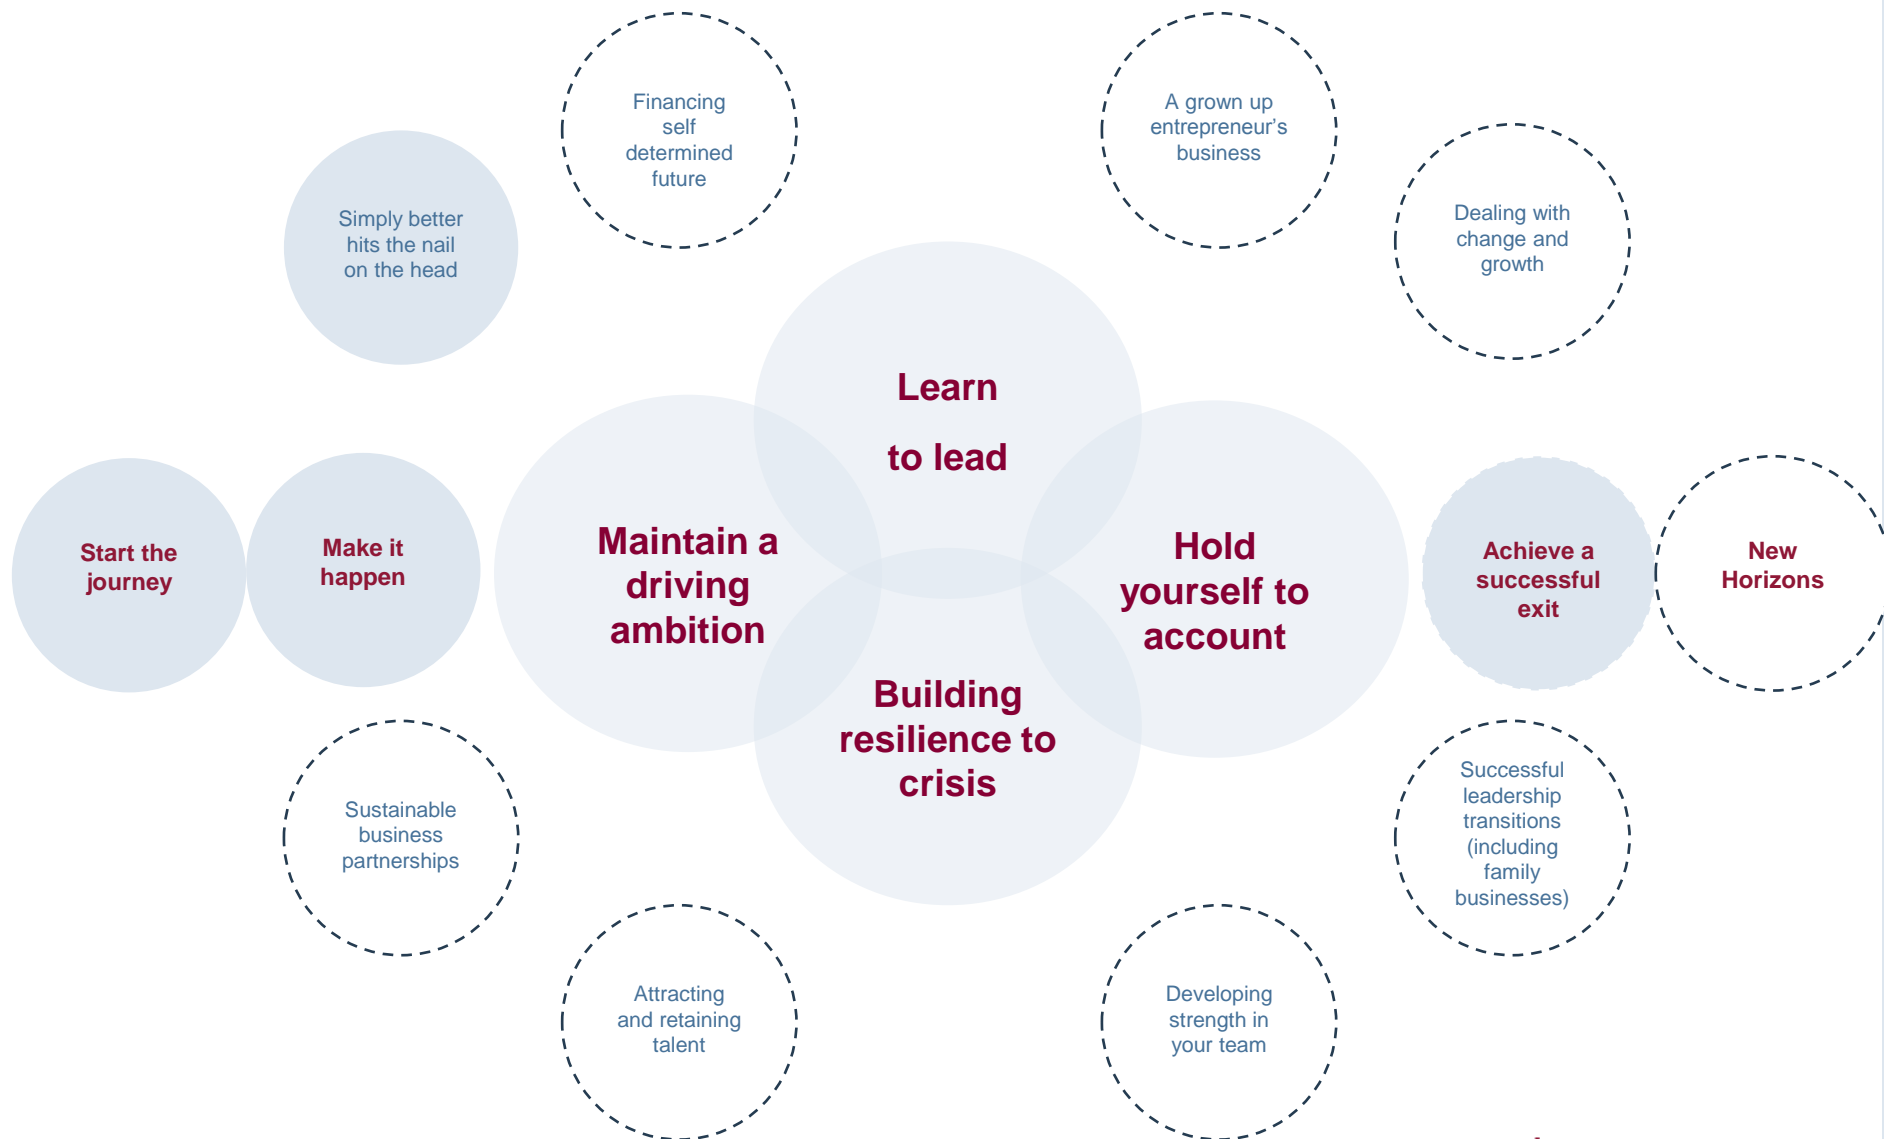 Financing
self
determined
future
A grown up
entrepreneur’s
business
Simply better
hits the nail
on the head
Dealing with
change and
growth
Learn
to lead
Start the
journey
Make it
happen
Maintain a
driving
ambition
Hold
yourself to
account
Achieve a
successful
exit
New
Horizons
Building
resilience to
crisis
Sustainable
business
partnerships
Successful
leadership
transitions
(including
family
businesses)
Attracting
and retaining
talent
Developing
strength in
your team